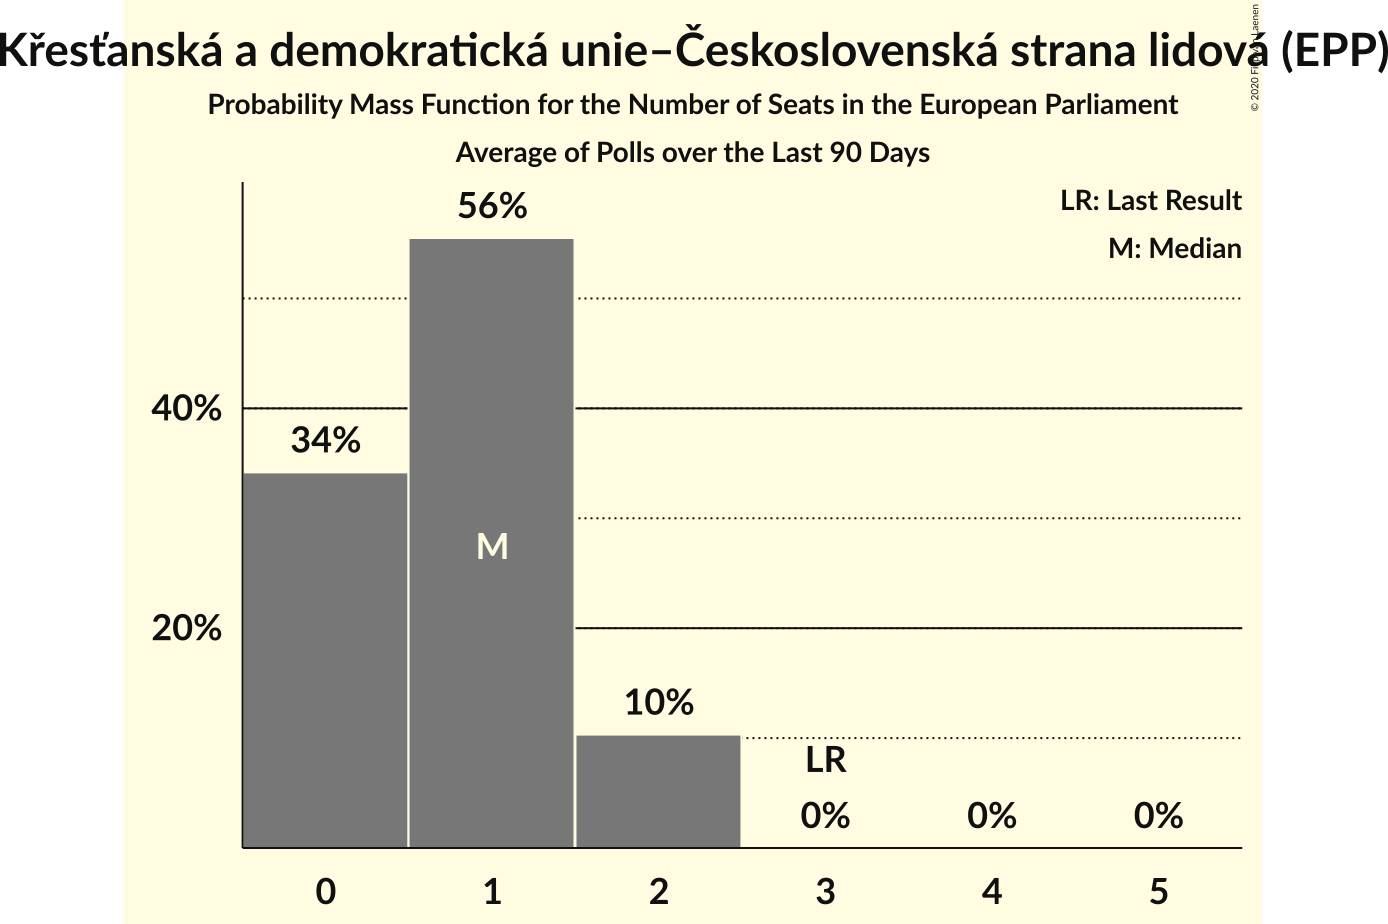 Křesťanská a demokratická unie–Československá strana lidová (EPP)
Probability Mass Function for the Number of Seats in the European Parliament
Average of Polls over the Last 90 Days
© 2020 Laenen
LR: Last Result
M: Median
56%
40%
34%
M
20%
10%
LR
0% 0% 0%
0 1 2 3 4 5